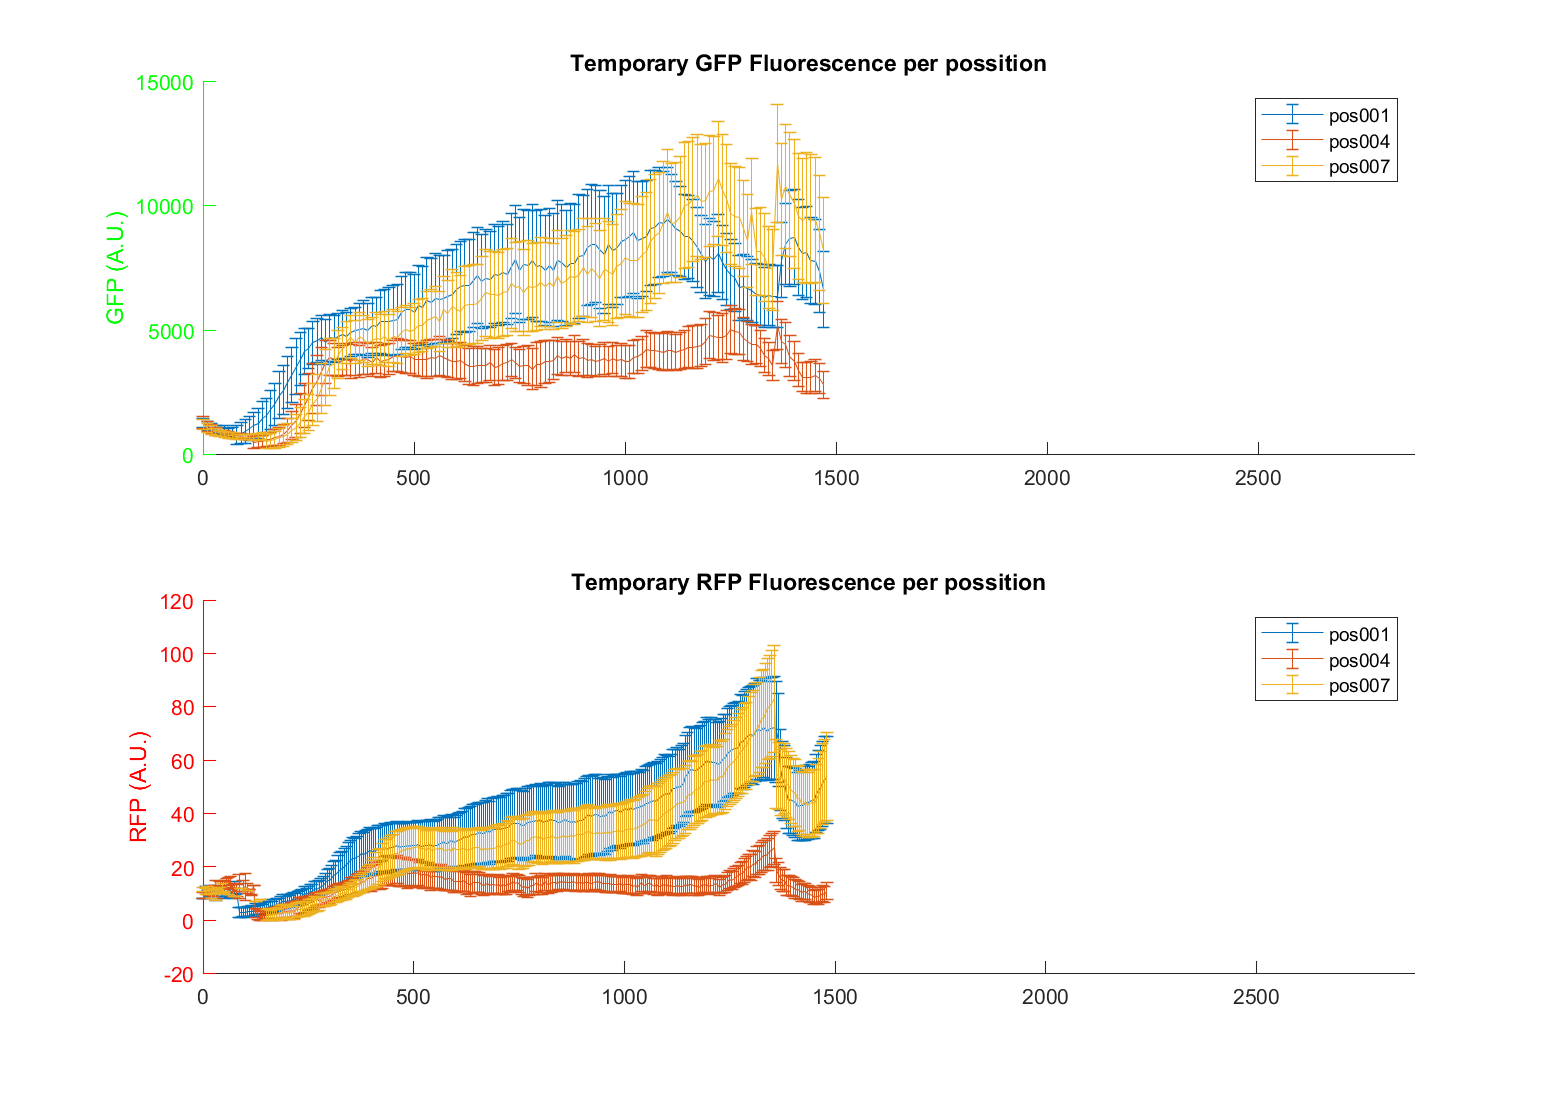 Temporary GFP Fluorescence per possition
15000
10000
5000
0
GFP (A.U.)
0 500 1000 1500 2000 2500
pos001
pos004
pos007
Temporary RFP Fluorescence per possition
120
100
80
60
40
20
0
-20
RFP (A.U.)
0 500 1000 1500 2000 2500
pos001
pos004
pos007